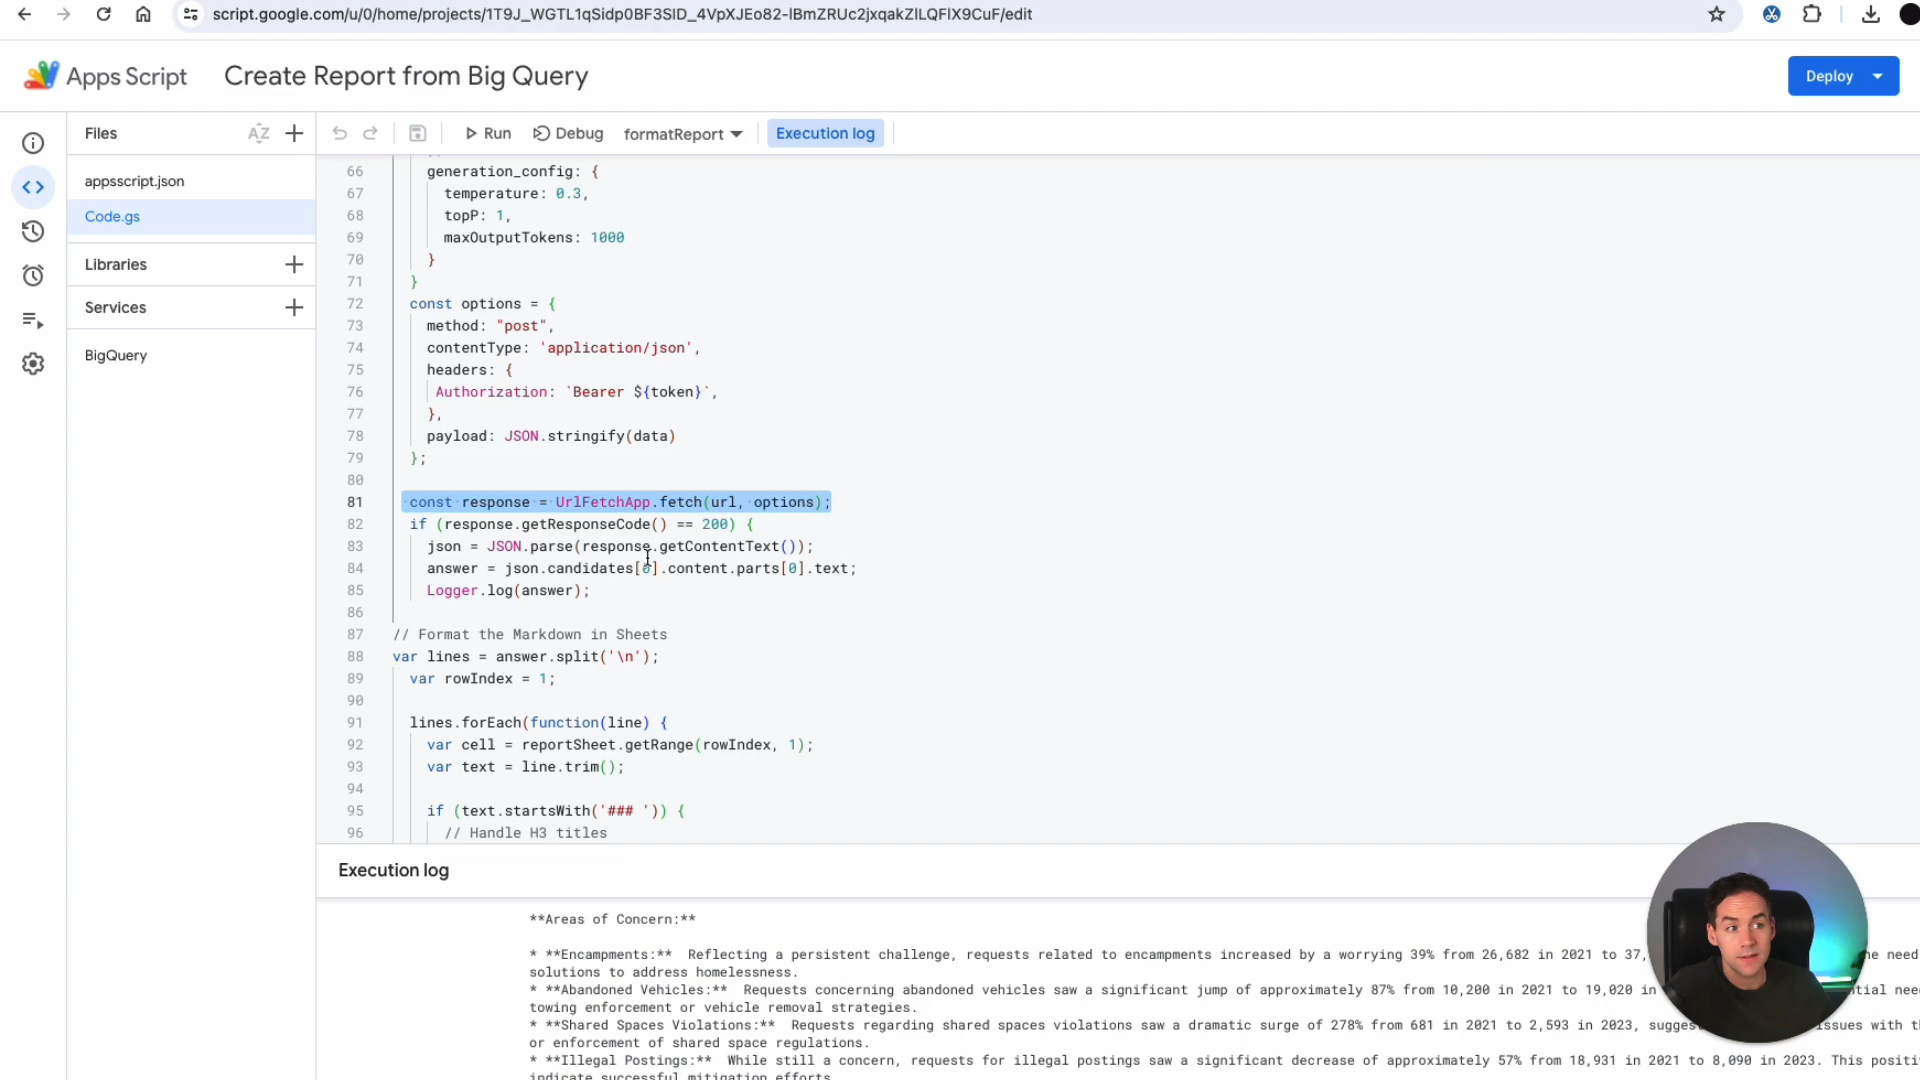 script.google.com/u/0/home/projects/1T9J_WGTL1qSidp0BF3SlD_4VpXJEo82-lBmZRUc2jxqakZlLQFlX9CuF/edit
Apps Script
Create Report from Big Query
Deploy
Files
AZ
Run
Debug
formatReport
Execution log
appsscript.json
Code.gs
Libraries
Services
BigQuery
66 generation_config: {
67 temperature: 0.3,
68 topP: 1,
69 maxOutputTokens: 1000
70 }
71 }
72 const options = {
73 method: "post",
74 contentType: 'application/json',
75 headers: {
76 Authorization: `Bearer ${token}`,
77 },
78 payload: JSON.stringify(data)
79 };
80
81 const response = UrlFetchApp.fetch(url, options);
82 if (response.getResponseCode() == 200) {
83 json = JSON.parse(response.getContentText());
84 answer = json.candidates[0].content.parts[0].text;
85 Logger.log(answer);
86
87 // Format the Markdown in Sheets
88 var lines = answer.split('\n');
89 var rowIndex = 1;
90
91 lines.forEach(function(line) {
92 var cell = reportSheet.getRange(rowIndex, 1);
93 var text = line.trim();
94
95 if (text.startsWith('### ')) {
96 // Handle H3 titles
Execution log
**Areas of Concern:**
* **Encampments:** Reflecting a persistent challenge, requests related to encampments increased by a worrying 39% from 26,682 in 2021 to 37, need
solutions to address homelessness.
* **Abandoned Vehicles:** Requests concerning abandoned vehicles saw a significant jump of approximately 87% from 10,200 in 2021 to 19,020 in
towing enforcement or vehicle removal strategies.
* **Shared Spaces Violations:** Requests regarding shared spaces violations saw a dramatic surge of 278% from 681 in 2021 to 2,593 in 2023, issues with
or enforcement of shared space regulations.
* **Illegal Postings:** While still a concern, requests for illegal postings saw a significant decrease of approximately 57% from 18,931 in 2021 to 8,090 in 2023. This
indicate successful mitigation efforts.